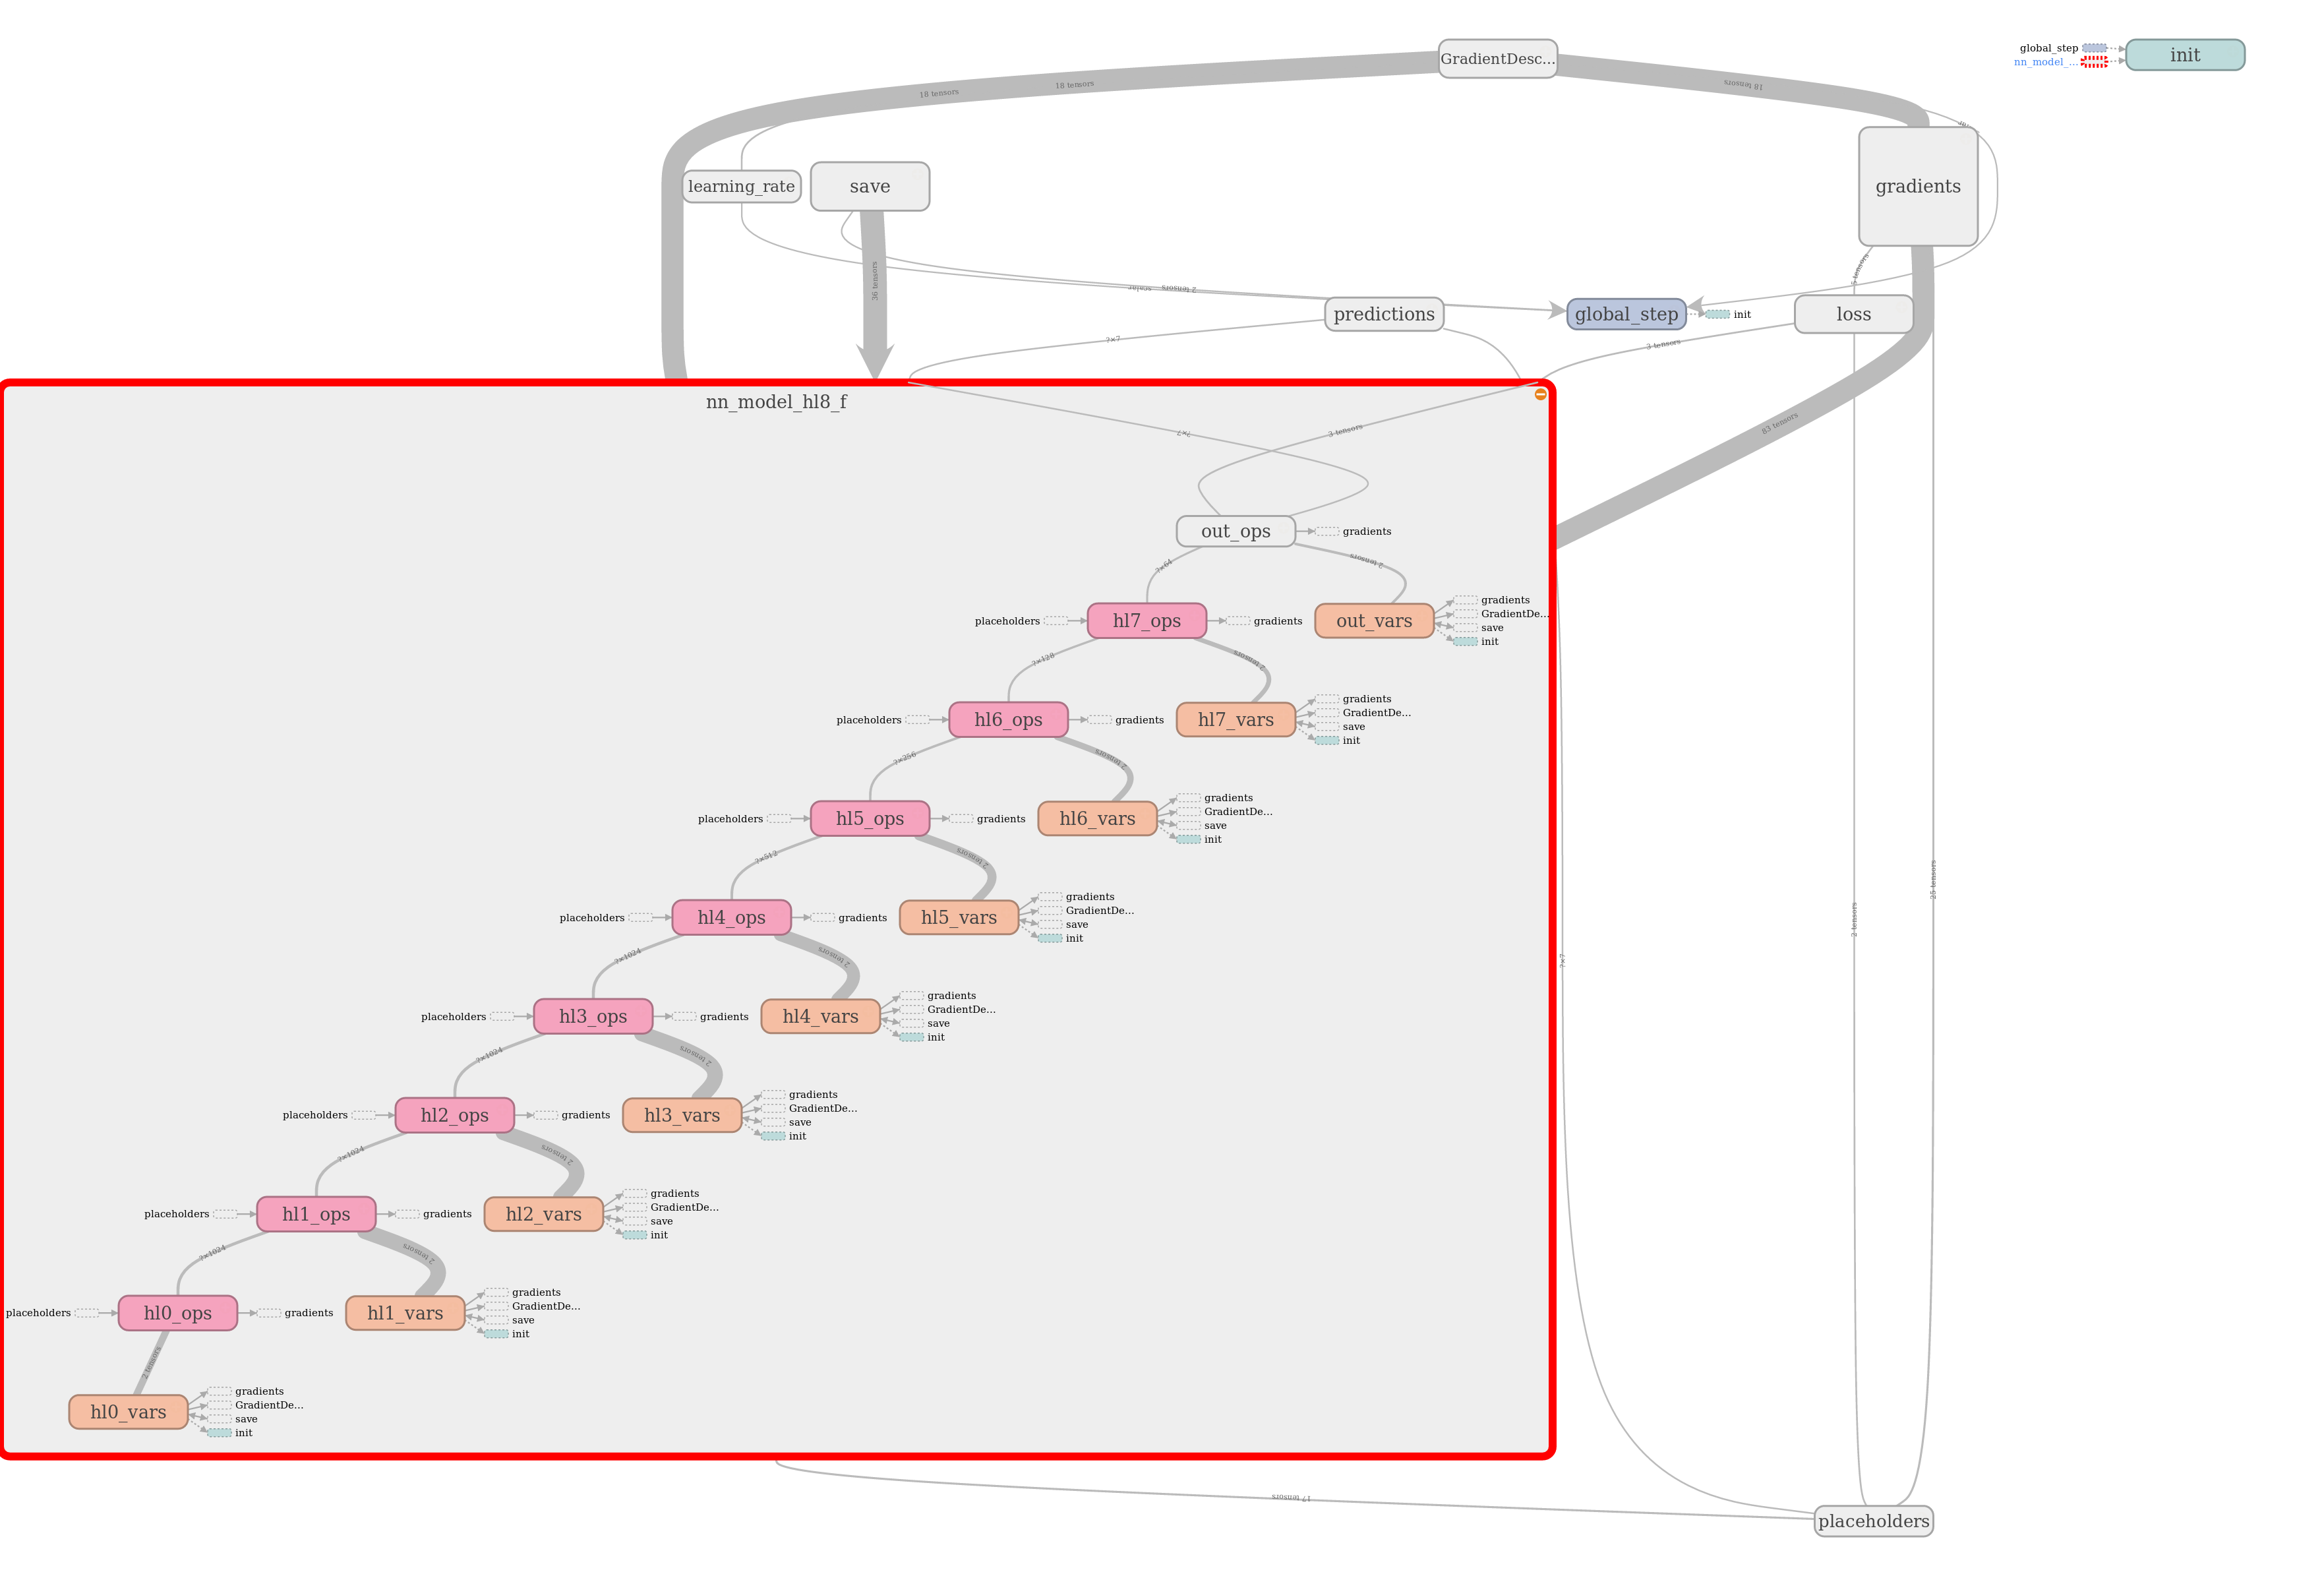 GradientDesc...
global_step
nn_model_...
init
18 tensors
18 tensors
18 tensors
learning_rate
save
gradients
36 tensors
5 tensors
scalar
2 tensors
predictions
global_step
init
loss
?×7
3 tensors
nn_model_hl8_f
?×7
3 tensors
83 tensors
out_ops
gradients
?×64
2 tensors
placeholders
hl7_ops
gradients
out_vars
gradients
GradientDe...
save
init
?×128
2 tensors
placeholders
hl6_ops
gradients
hl7_vars
gradients
GradientDe...
save
init
?×256
2 tensors
placeholders
hl5_ops
gradients
hl6_vars
gradients
GradientDe...
save
init
?×512
2 tensors
placeholders
hl4_ops
gradients
hl5_vars
gradients
GradientDe...
save
init
?×1024
2 tensors
placeholders
hl3_ops
gradients
hl4_vars
gradients
GradientDe...
save
init
?×1024
2 tensors
placeholders
hl2_ops
gradients
hl3_vars
gradients
GradientDe...
save
init
?×1024
2 tensors
placeholders
hl1_ops
gradients
hl2_vars
gradients
GradientDe...
save
init
?×1024
2 tensors
placeholders
hl0_ops
gradients
hl1_vars
gradients
GradientDe...
save
init
2 tensors
hl0_vars
gradients
GradientDe...
save
init
?×7
2 tensors
25 tensors
17 tensors
placeholders